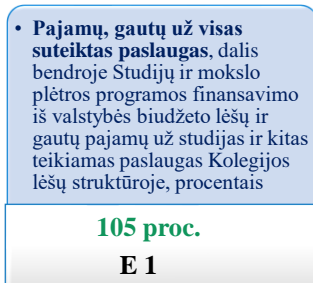 • Pajamų, gautų už visas
suteiktas paslaugas, dalis
bendroje Studijų ir mokslo
plėtros programos finansavimo
iš valstybės biudžeto lėšų ir
gautų pajamų už studijas ir kitas
teikiamas paslaugas Kolegijos
lėšų struktūroje, procentais
105 proc.
E 1